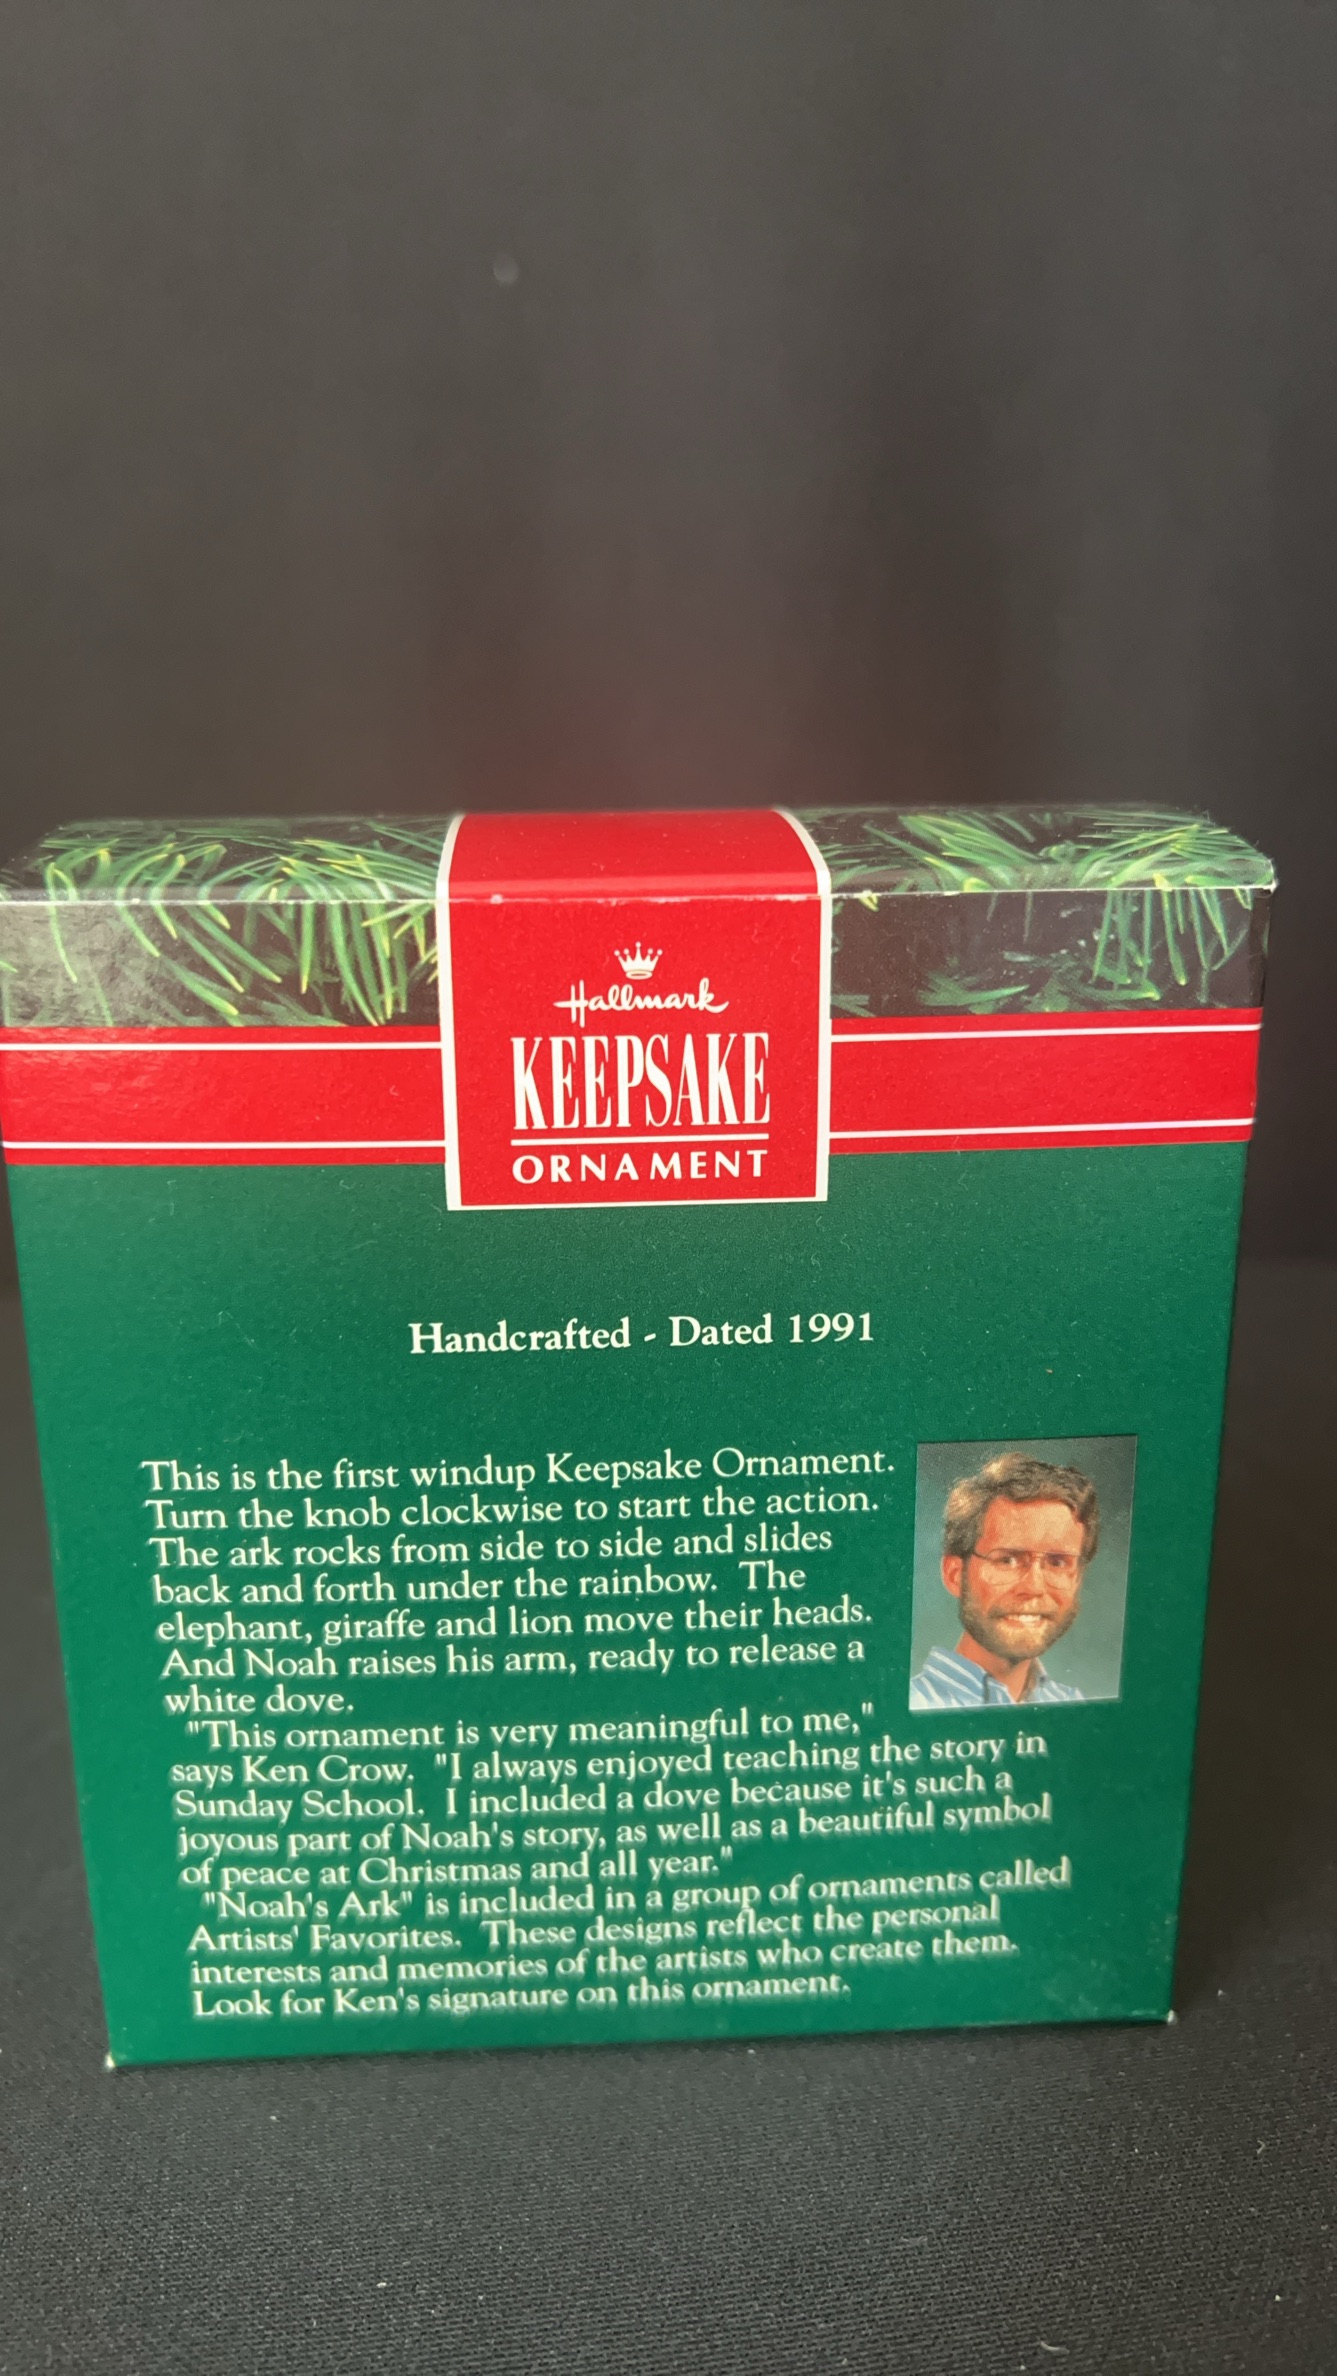 Hallmark
KEEPSAKE
ORNAMENT
Handcrafted - Dated 1991
This is the first windup Keepsake Ornament.
Turn the knob clockwise to start the action.
The ark rocks from side to side and slides
back and forth under the rainbow. The
elephant, giraffe and lion move their heads.
And Noah raises his arm, ready to release a
white dove.
"This ornament is very meaningful to me,"
says Ken Crow. "I always enjoyed teaching the story in
Sunday School. I included a dove because it's such a
joyous part of Noah's story, as well as a beautiful symbol
of peace at Christmas and all year."
"Noah's Ark" is included in a group of ornaments called
Artists' Favorites. These designs reflect the personal
interests and memories of the artists who create them.
Look for Ken's signature on this ornament.